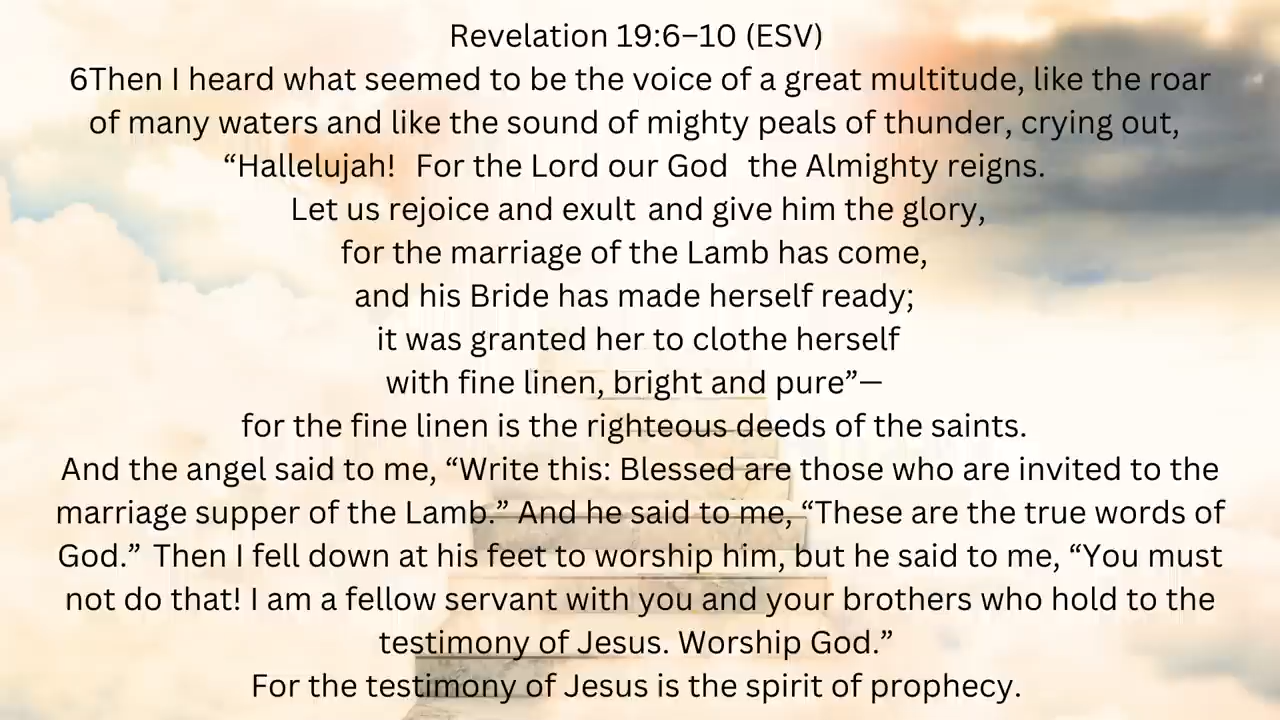 Revelation 19:6–10 (ESV)
6Then I heard what seemed to be the voice of a great multitude, like the roar
of many waters and like the sound of mighty peals of thunder, crying out,
“Hallelujah!  For the Lord our God  the Almighty reigns.
Let us rejoice and exult and give him the glory,
for the marriage of the Lamb has come,
and his Bride has made herself ready;
it was granted her to clothe herself
with fine linen, bright and pure”—
for the fine linen is the righteous deeds of the saints.
And the angel said to me, “Write this: Blessed are those who are invited to the
marriage supper of the Lamb.” And he said to me, “These are the true words of
God.” Then I fell down at his feet to worship him, but he said to me, “You must
not do that! I am a fellow servant with you and your brothers who hold to the
testimony of Jesus. Worship God.”
For the testimony of Jesus is the spirit of prophecy.